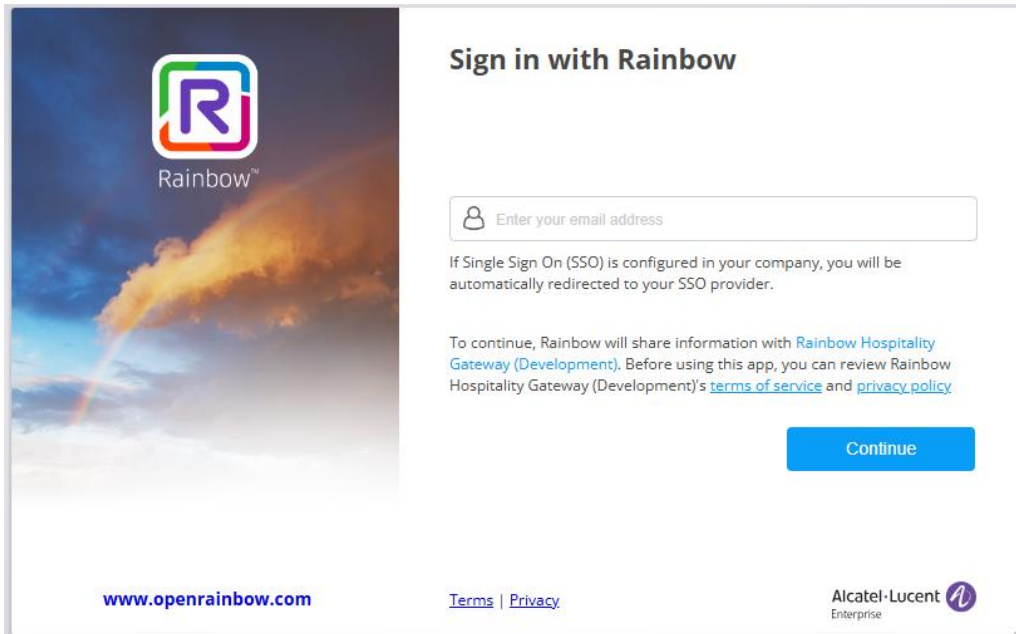 R
Rainbow™
www.openrainbow.com
Sign in with Rainbow
Enter your email address
If Single Sign On (SSO) is configured in your company, you will be
automatically redirected to your SSO provider.
To continue, Rainbow will share information with Rainbow Hospitality
Gateway (Development). Before using this app, you can review Rainbow
Hospitality Gateway (Development)'s terms of service and privacy policy
Continue
Terms | Privacy
Alcatel·Lucent
Enterprise